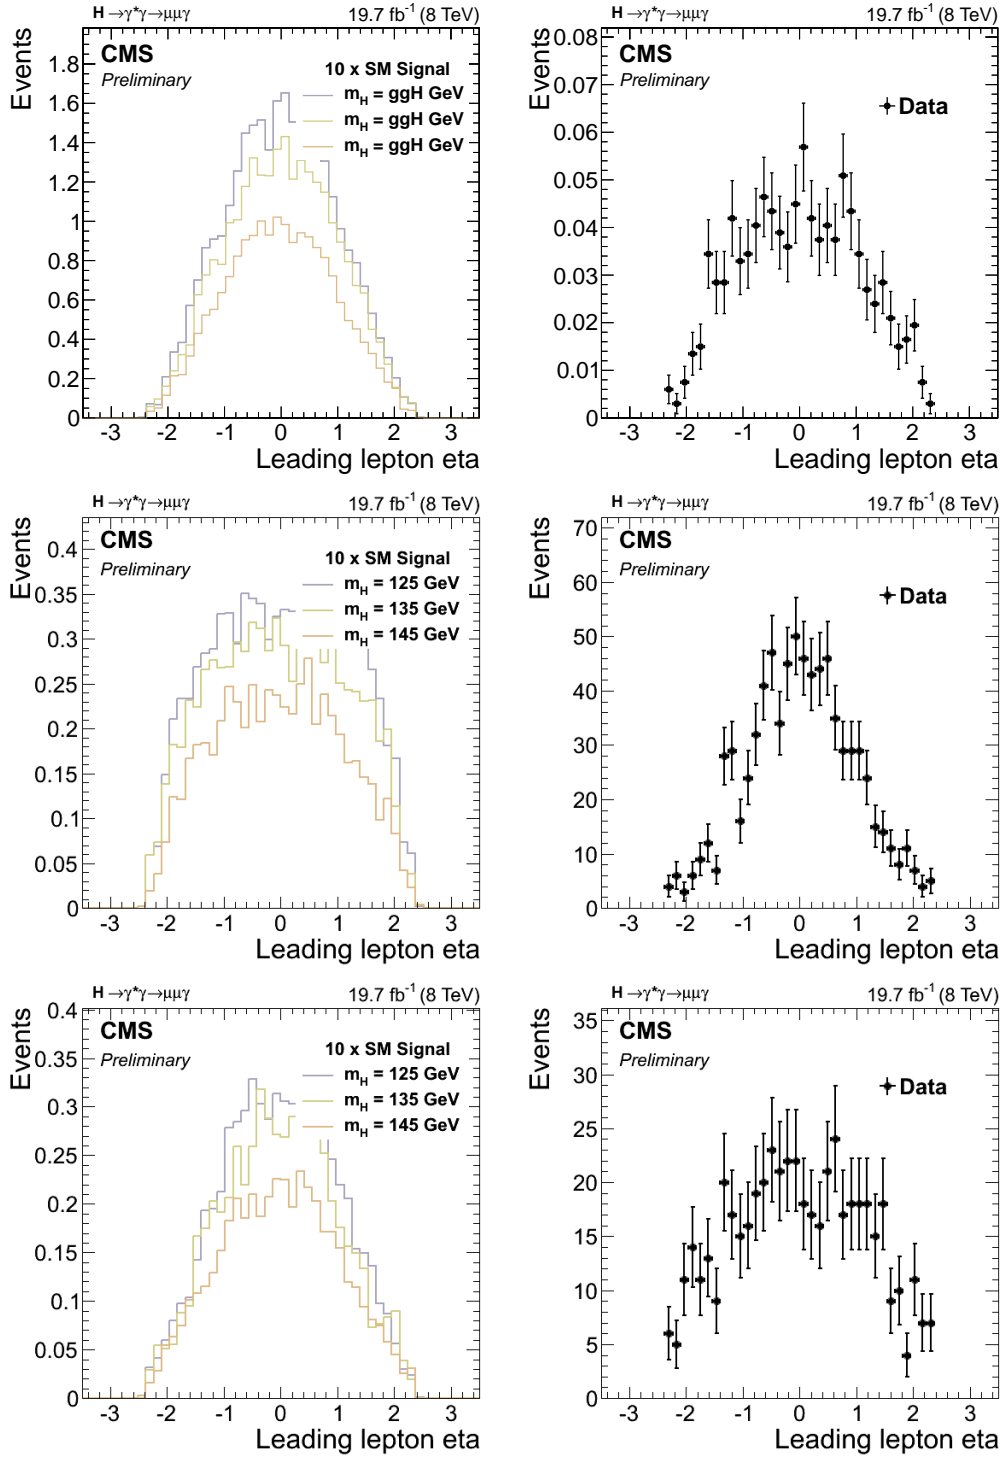 H →γ*γ→μμγ 19.7 fb-1 (8 TeV)
Events
CMS
Preliminary
10 x SM Signal
mH = ggH GeV
mH = ggH GeV
mH = ggH GeV
1.8
1.6
1.4
1.2
1
0.8
0.6
0.4
0.2
0
-3 -2 -1 0 1 2 3
Leading lepton eta
H →γ*γ→μμγ 19.7 fb-1 (8 TeV)
Events
CMS
Preliminary
Data
0.08
0.07
0.06
0.05
0.04
0.03
0.02
0.01
0
-3 -2 -1 0 1 2 3
Leading lepton eta
H →γ*γ→μμγ 19.7 fb-1 (8 TeV)
Events
CMS
Preliminary
10 x SM Signal
mH = 125 GeV
mH = 135 GeV
mH = 145 GeV
0.4
0.35
0.3
0.25
0.2
0.15
0.1
0.05
0
-3 -2 -1 0 1 2 3
Leading lepton eta
H →γ*γ→μμγ 19.7 fb-1 (8 TeV)
Events
CMS
Preliminary
Data
70
60
50
40
30
20
10
0
-3 -2 -1 0 1 2 3
Leading lepton eta
H →γ*γ→μμγ 19.7 fb-1 (8 TeV)
Events
CMS
Preliminary
10 x SM Signal
mH = 125 GeV
mH = 135 GeV
mH = 145 GeV
0.4
0.35
0.3
0.25
0.2
0.15
0.1
0.05
0
-3 -2 -1 0 1 2 3
Leading lepton eta
H →γ*γ→μμγ 19.7 fb-1 (8 TeV)
Events
CMS
Preliminary
Data
35
30
25
20
15
10
5
0
-3 -2 -1 0 1 2 3
Leading lepton eta